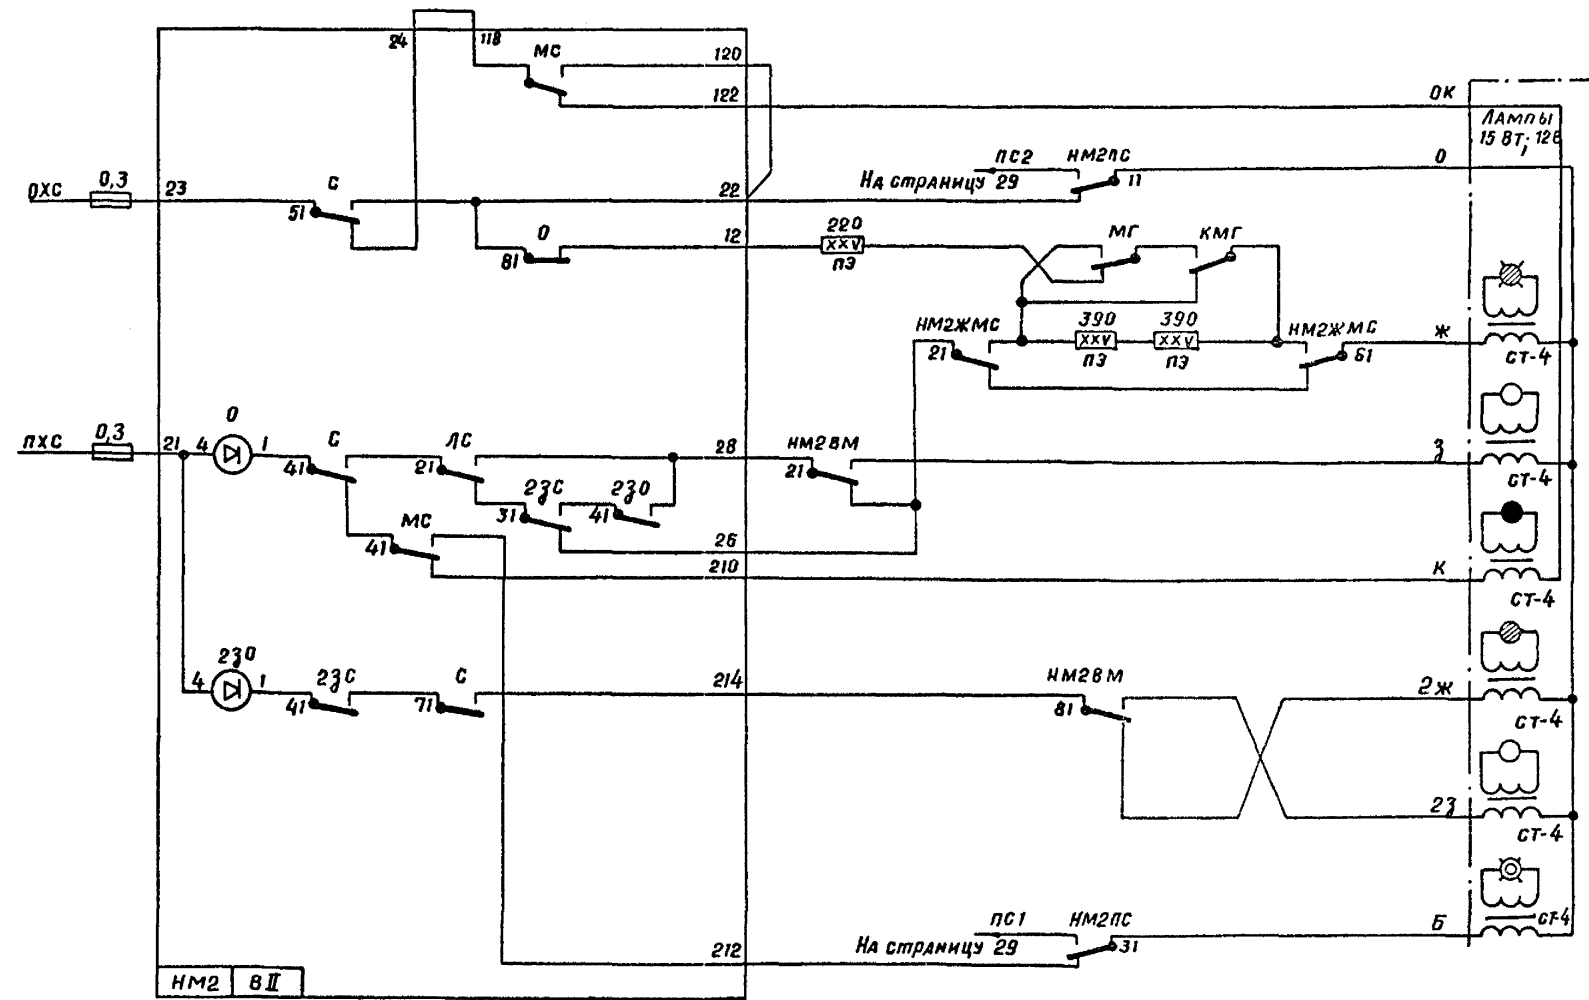 24
118
МС
120
122
ОК
Лампы
15 Вт; 12В
ОХС
0,3
23
С
51
22
ПС2
НМ2ПС
О
На страницу 29
11
О
81
12
220
XXV
ПЭ
МГ
КМГ
НМ2ЖМС
21
390
XXV
ПЭ
390
XXV
ПЭ
НМ2ЖМС
61
Ж
СТ-4
ПХС
0,3
21
4
О
1
С
41
ЛС
21
28
НМ2ВМ
21
З
СТ-4
2ЗС
31
2ЗО
41
МС
41
26
210
К
СТ-4
2ЗО
4
1
2ЗС
41
С
71
214
НМ2ВМ
81
2Ж
СТ-4
2З
СТ-4
ПС1
НМ2ПС
Б
СТ-4
На страницу 29
31
212
НМ2
ВII